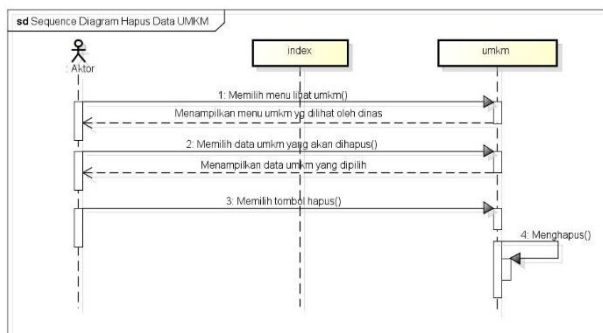 sd Sequence Diagram Hapus Data UMKM
: Aktor
index
umkm
1: Memilih menu lihat umkm()
Menampilkan menu umkm yg dilihat oleh dinas
2: Memilih data umkm yang akan dihapus()
Menampilkan data umkm yang dipilih
3: Memilih tombol hapus()
4: Menghapus()